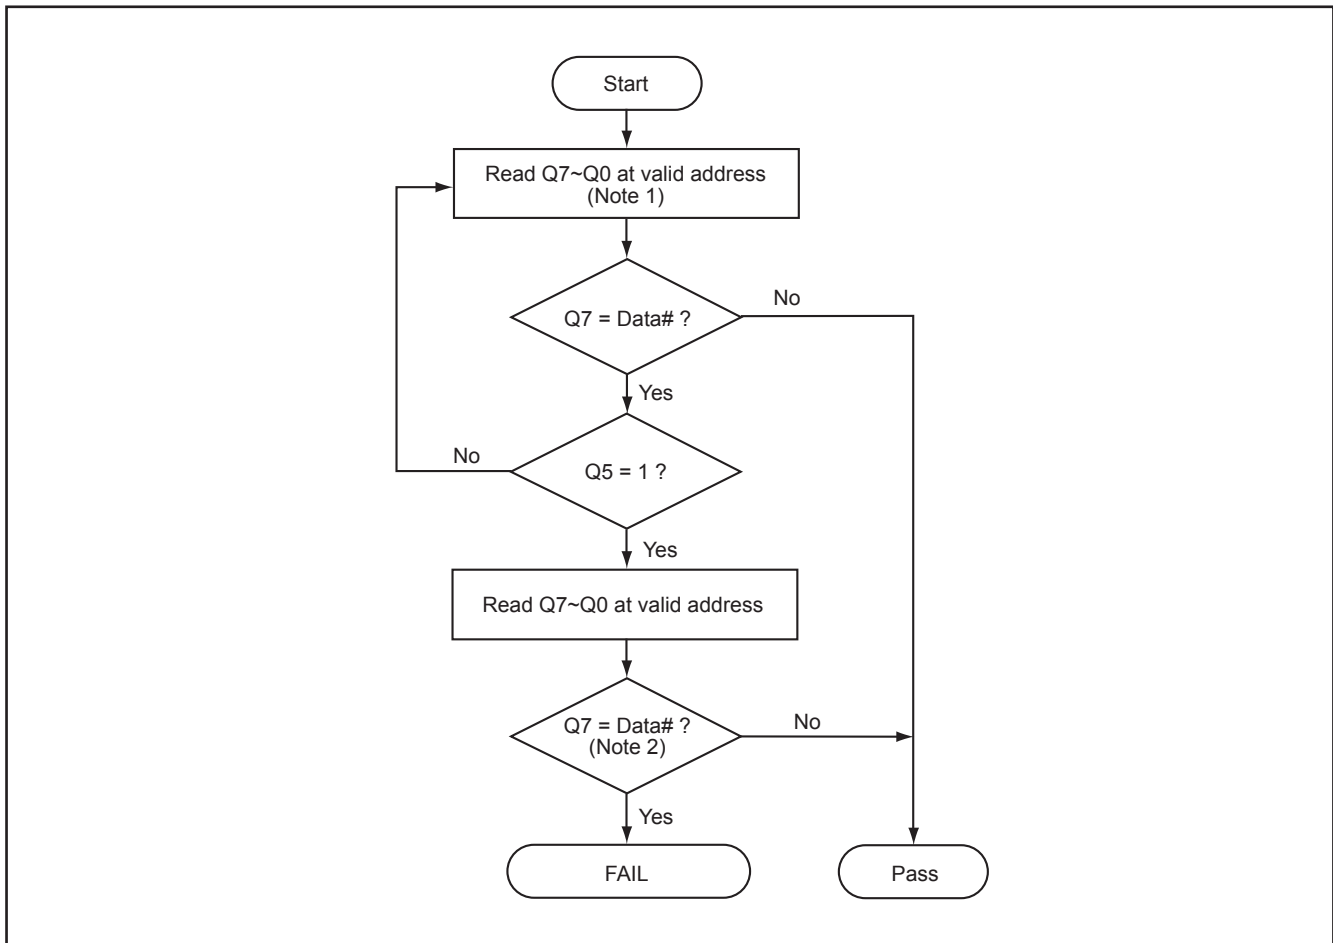 Start
Read Q7~Q0 at valid address
(Note 1)
Q7 = Data# ?
No
Yes
Q5 = 1 ?
No
Yes
Read Q7~Q0 at valid address
Q7 = Data# ?
(Note 2)
No
Yes
FAIL
Pass